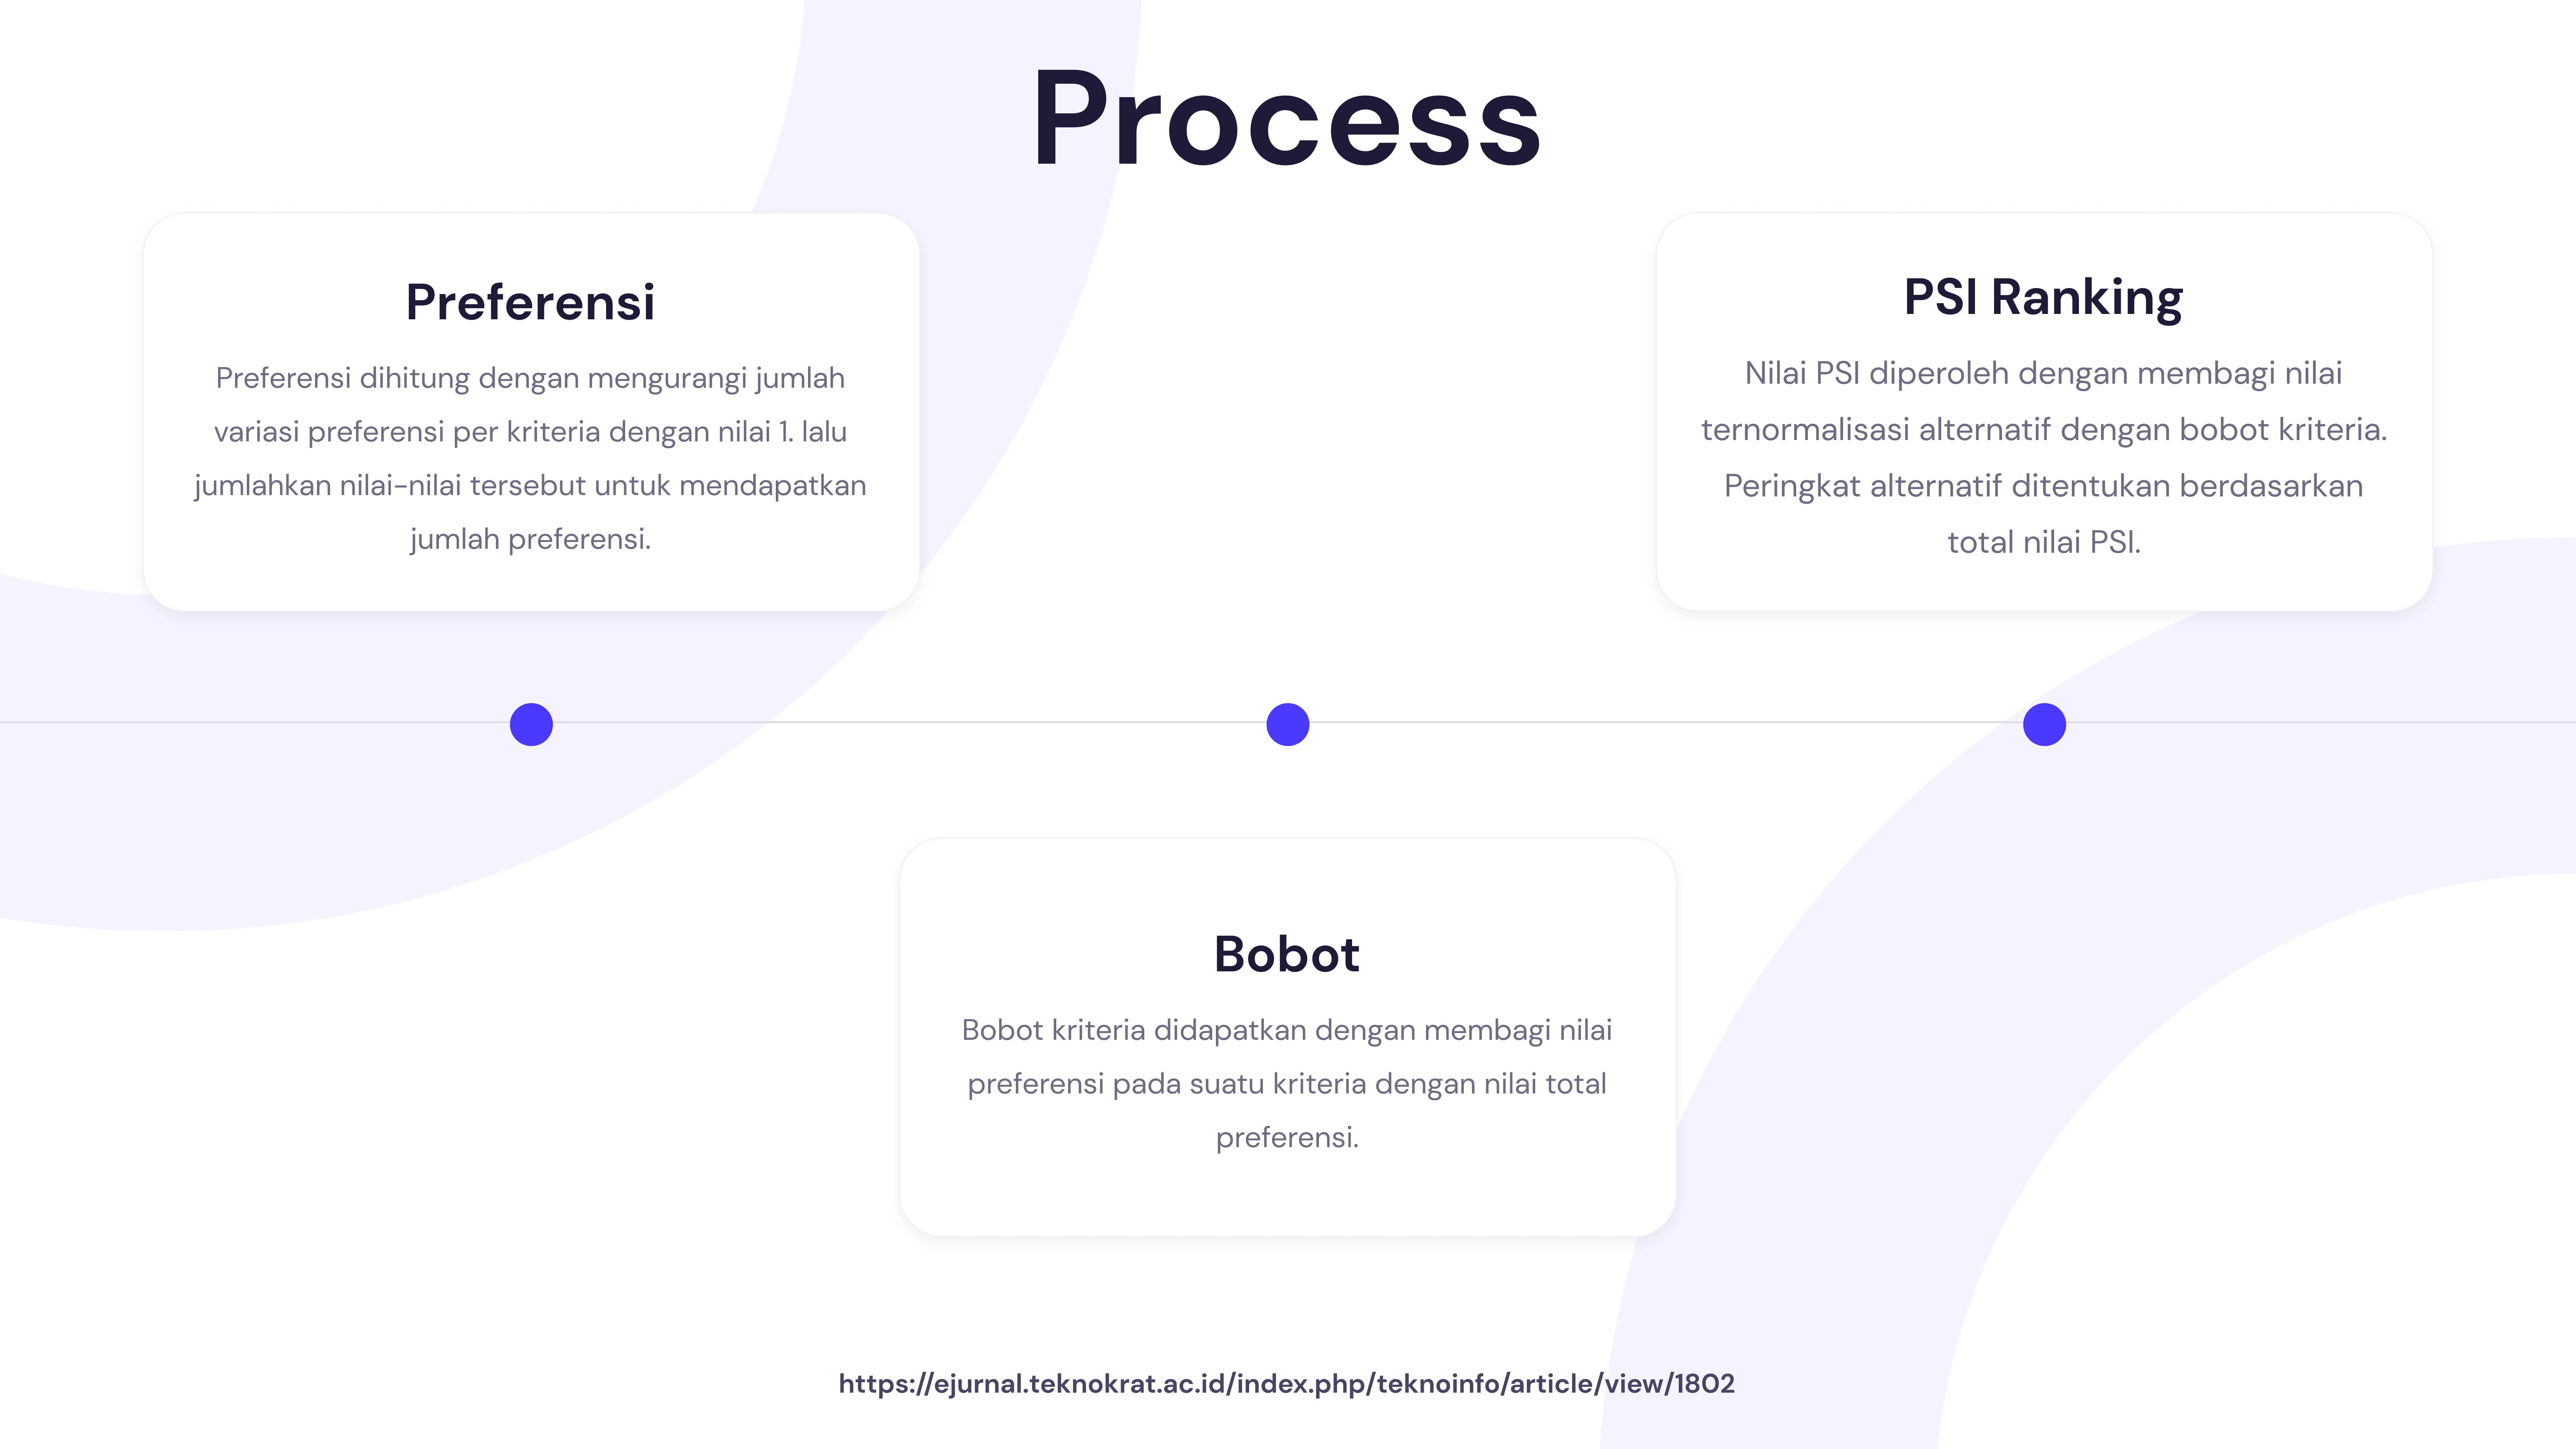 Process
Preferensi
Preferensi dihitung dengan mengurangi jumlah
variasi preferensi per kriteria dengan nilai 1. lalu
jumlahkan nilai-nilai tersebut untuk mendapatkan
jumlah preferensi.
PSI Ranking
Nilai PSI diperoleh dengan membagi nilai
ternormalisasi alternatif dengan bobot kriteria.
Peringkat alternatif ditentukan berdasarkan
total nilai PSI.
Bobot
Bobot kriteria didapatkan dengan membagi nilai
preferensi pada suatu kriteria dengan nilai total
preferensi.
https://ejurnal.teknokrat.ac.id/index.php/teknoinfo/article/view/1802